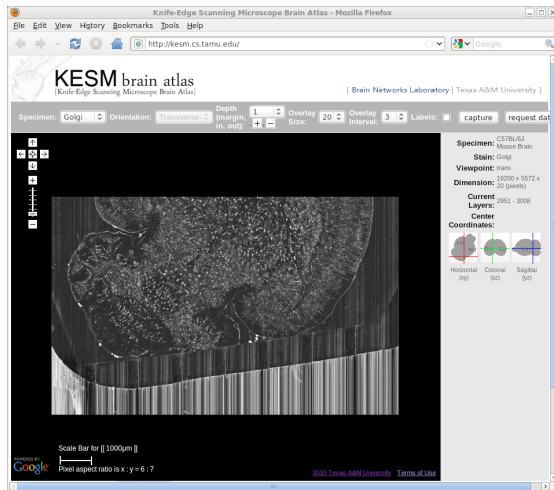 Knife-Edge Scanning Microscope Brain Atlas - Mozilla Firefox
File Edit View History Bookmarks Tools Help
http://kesm.cs.tamu.edu/
Google
KESM brain atlas
[Knife-Edge Scanning Microscope Brain Atlas]
[ Brain Networks Laboratory | Texas A&M University ]
Specimen: Golgi Orientation: Transverse Depth (margin, in, out): 1 + - Overlay Size: 20 Overlay Interval: 3 Labels: capture request dat
Specimen: C57BL/6J Mouse Brain
Stain: Golgi
Viewpoint: trans
Dimension: 19200 x 5572 x 20 (pixels)
Current Layers: 2951 - 3008
Center Coordinates:
Horizontal (xy)
Coronal (xz)
Sagittal (yz)
Scale Bar for [[ 1000μm ]]
POWERED BY Google
Pixel aspect ratio is x : y = 6 : 7
2010 Texas A&M University Terms of Use